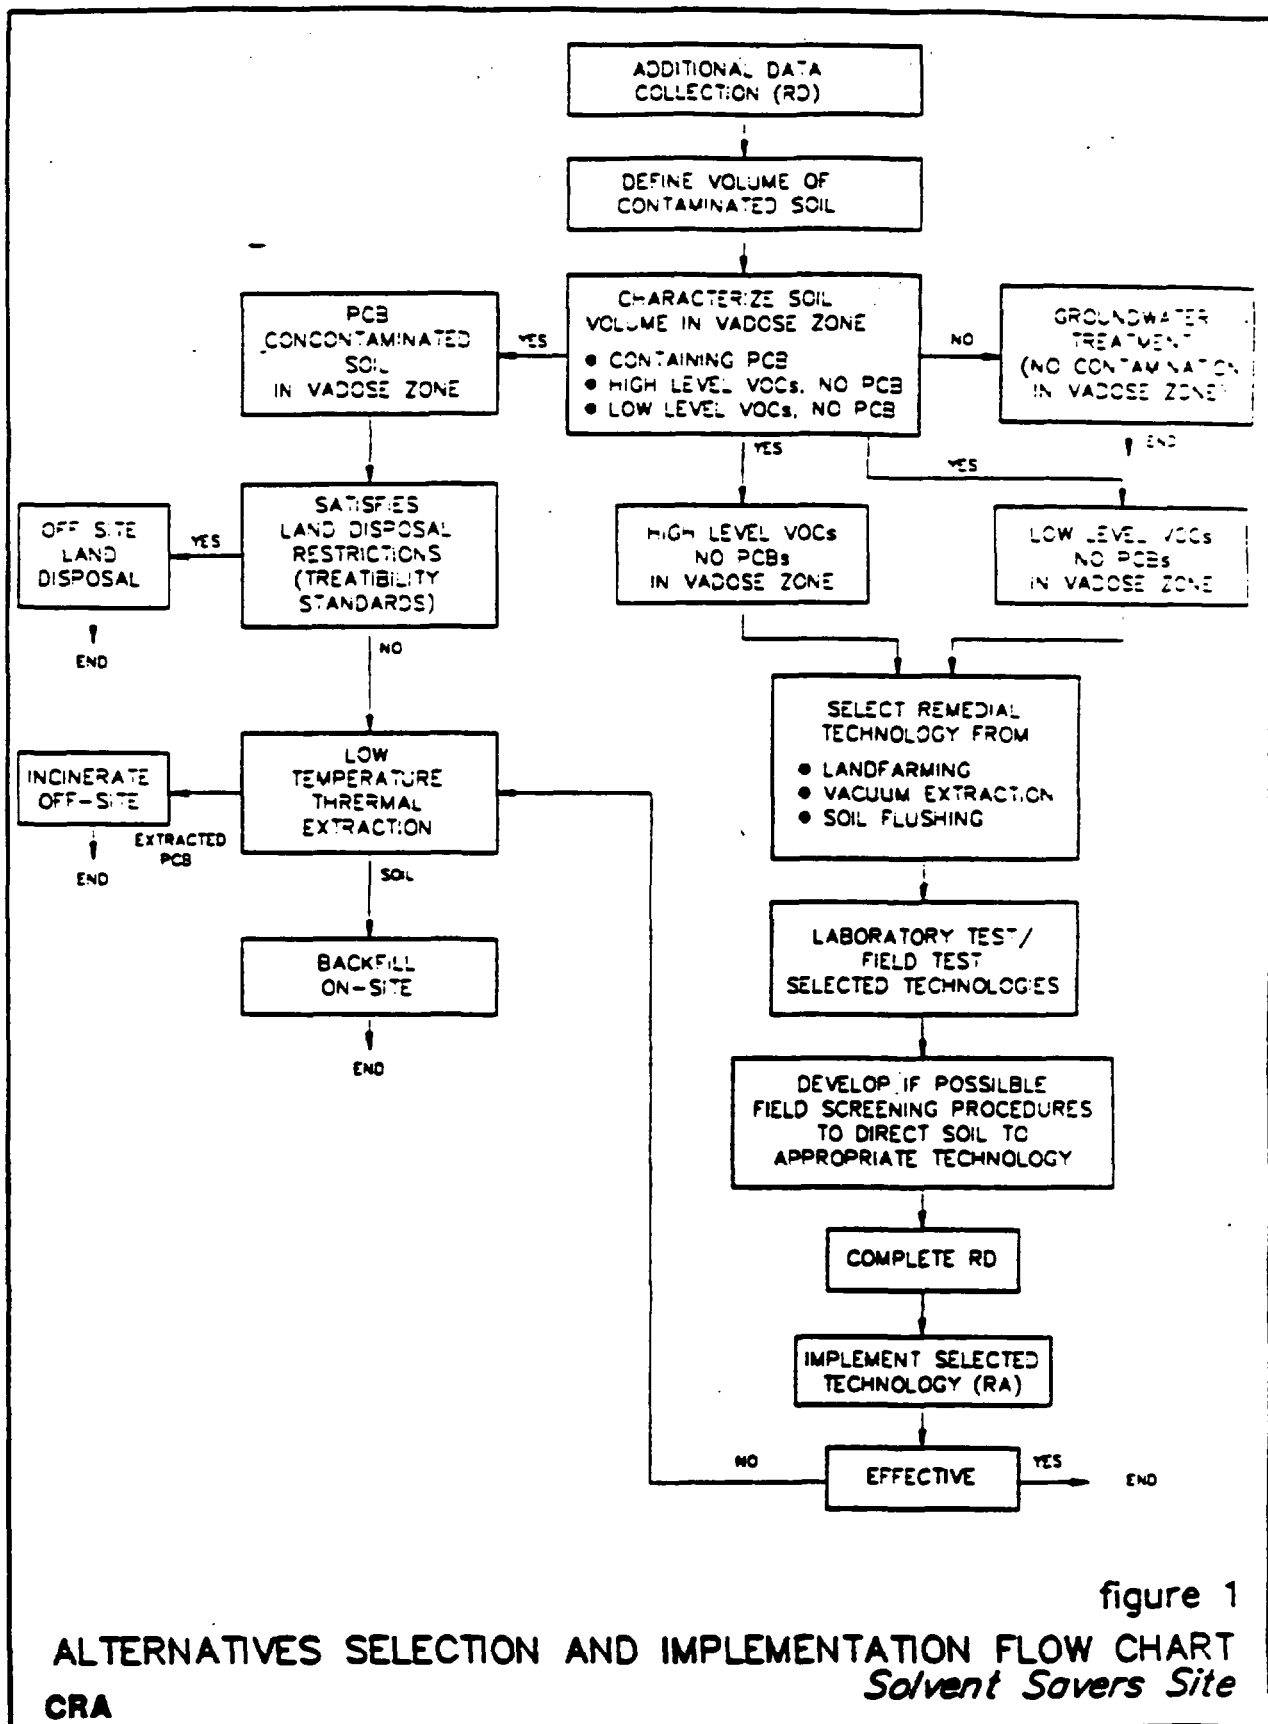 ADDITIONAL DATA
COLLECTION (RD)
DEFINE VOLUME OF
CONTAMINATED SOIL
CHARACTERIZE SOIL
VOLUME IN VADOSE ZONE
● CONTAINING PCB
● HIGH LEVEL VOCs, NO PCB
● LOW LEVEL VOCs, NO PCB
YES
PCB
CONCONTAMINATED
SOIL
IN VADOSE ZONE
NO
GROUNDWATER
TREATMENT
(NO CONTAMINATION
IN VADOSE ZONE)
END
SATISFIES
LAND DISPOSAL
RESTRICTIONS
(TREATIBILITY
STANDARDS)
YES
OFF SITE
LAND
DISPOSAL
END
NO
YES
HIGH LEVEL VOCs
NO PCBs
IN VADOSE ZONE
YES
LOW LEVEL VOCs
NO PCBs
IN VADOSE ZONE
LOW
TEMPERATURE
THRERMAL
EXTRACTION
INCINERATE
OFF-SITE
EXTRACTED
PCB
END
SOIL
BACKFILL
ON-SITE
END
SELECT REMEDIAL
TECHNOLOGY FROM
● LANDFARMING
● VACUUM EXTRACTION
● SOIL FLUSHING
LABORATORY TEST/
FIELD TEST
SELECTED TECHNOLOGIES
DEVELOP IF POSSILBLE
FIELD SCREENING PROCEDURES
TO DIRECT SOIL TO
APPROPRIATE TECHNOLOGY
COMPLETE RD
IMPLEMENT SELECTED
TECHNOLOGY (RA)
NO
EFFECTIVE
YES
END
figure 1
ALTERNATIVES SELECTION AND IMPLEMENTATION FLOW CHART
Solvent Savers Site
CRA